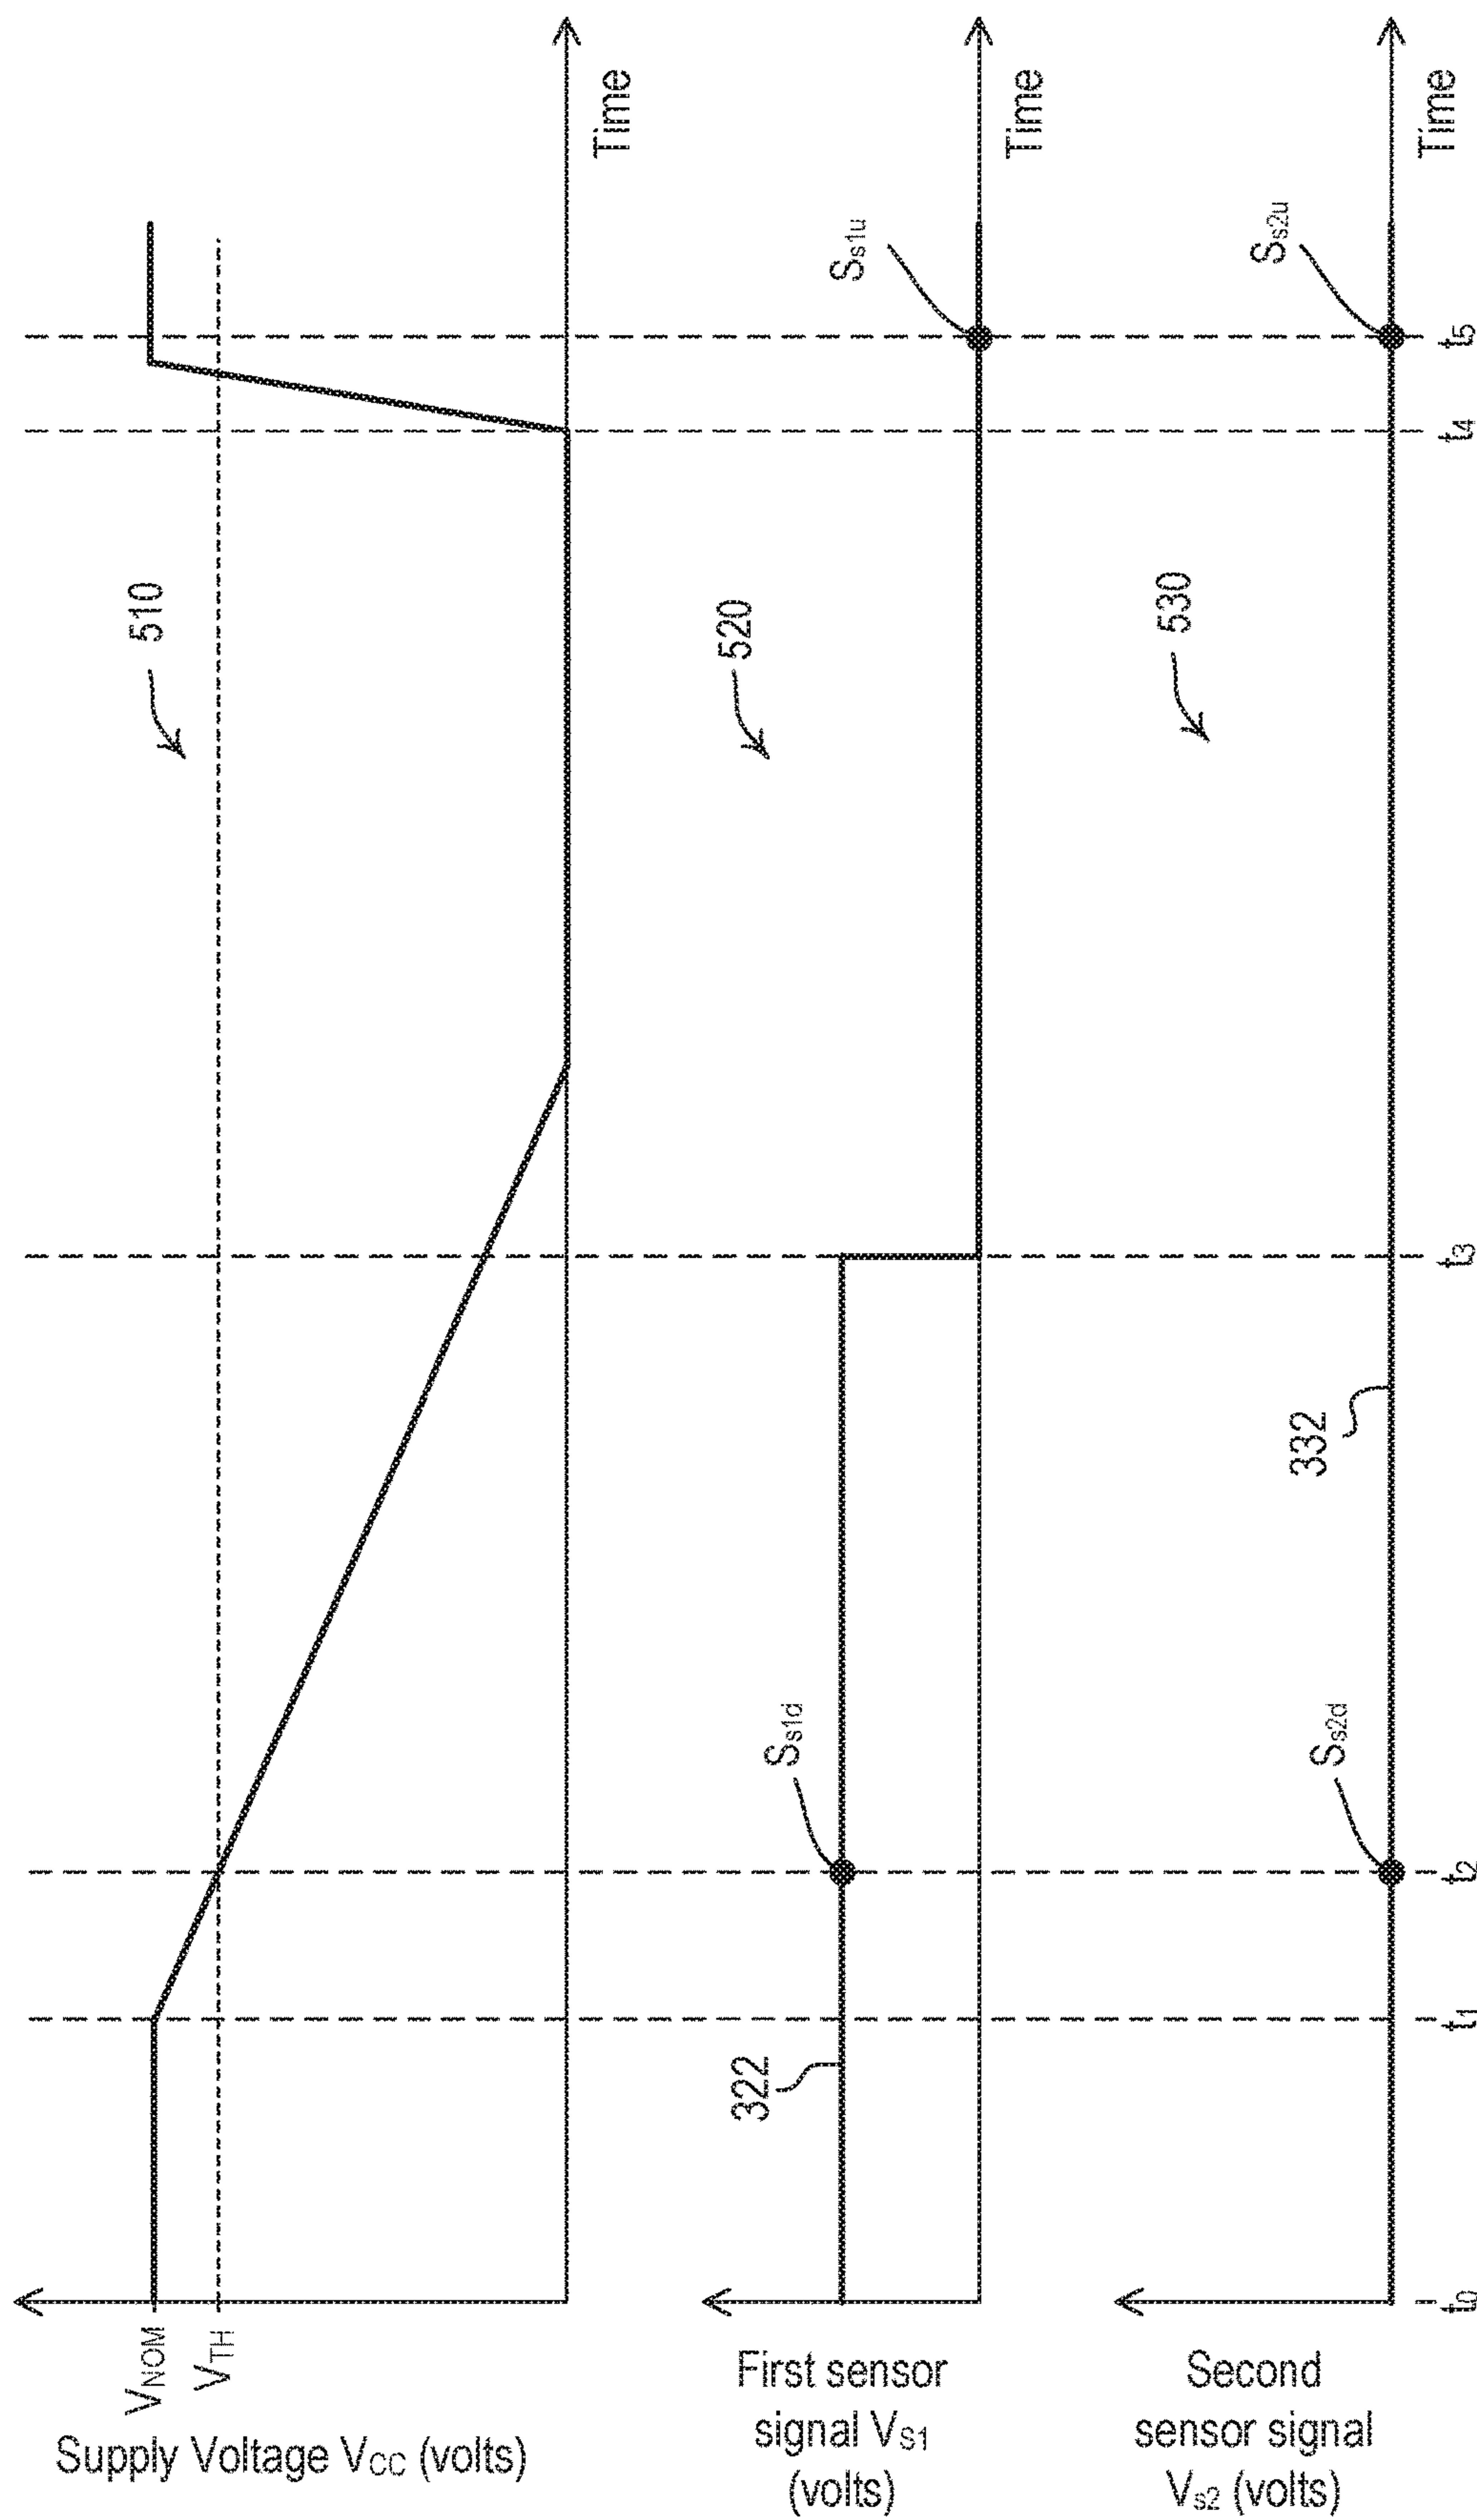 V_NOM
V_TH
Supply Voltage V_CC (volts)
510
Time
First sensor
signal V_S1
(volts)
322
S_s1d
520
S_s1u
Time
Second
sensor signal
V_s2 (volts)
S_s2d
332
530
S_s2u
Time
t_0
t_1
t_2
t_3
t_4
t_5